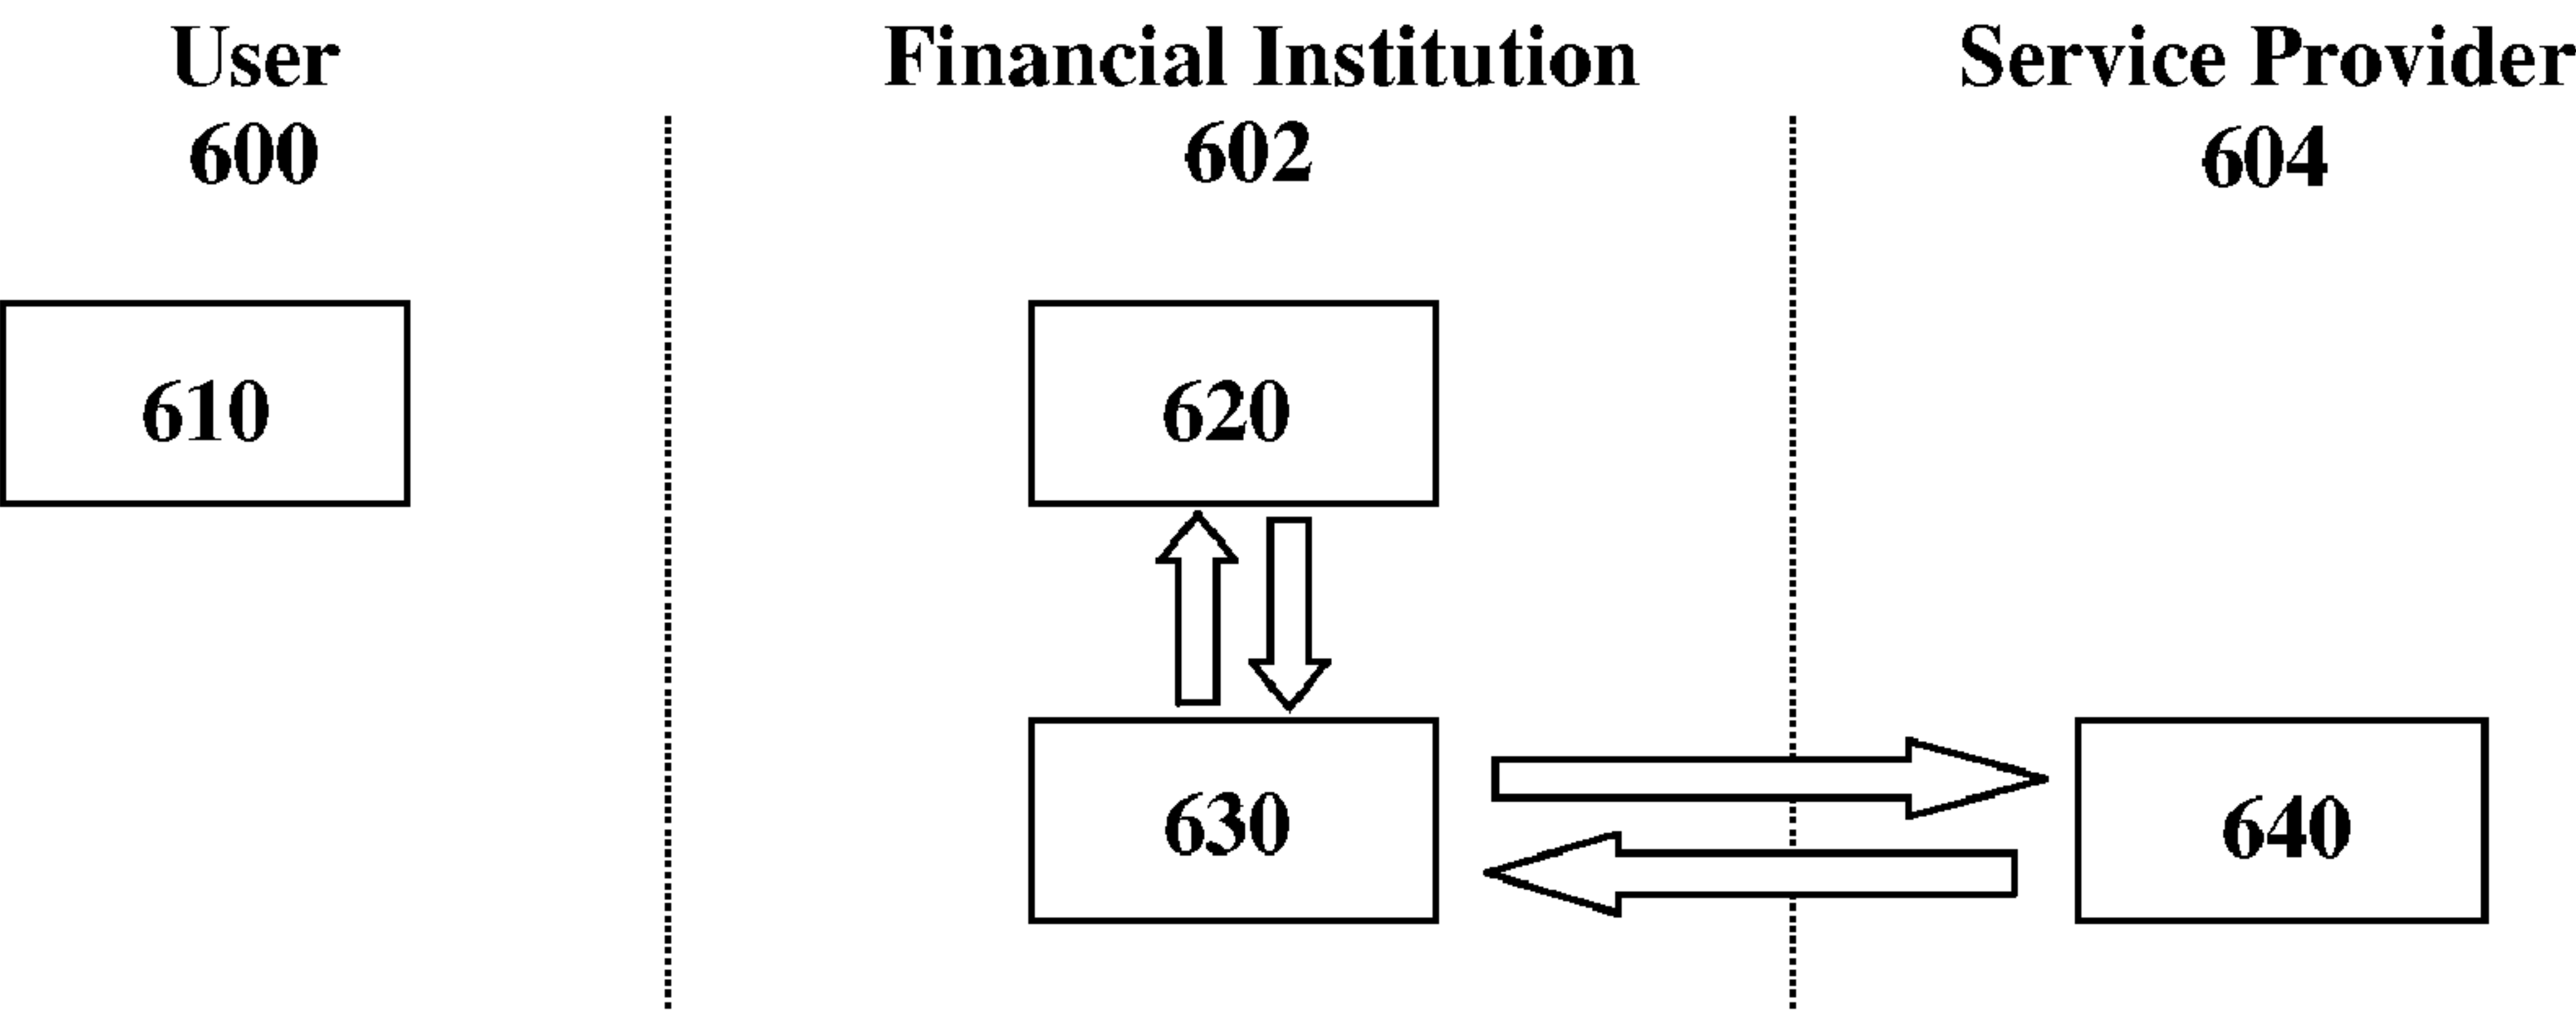 User
600
Financial Institution
602
Service Provider
604
610
620
630
640